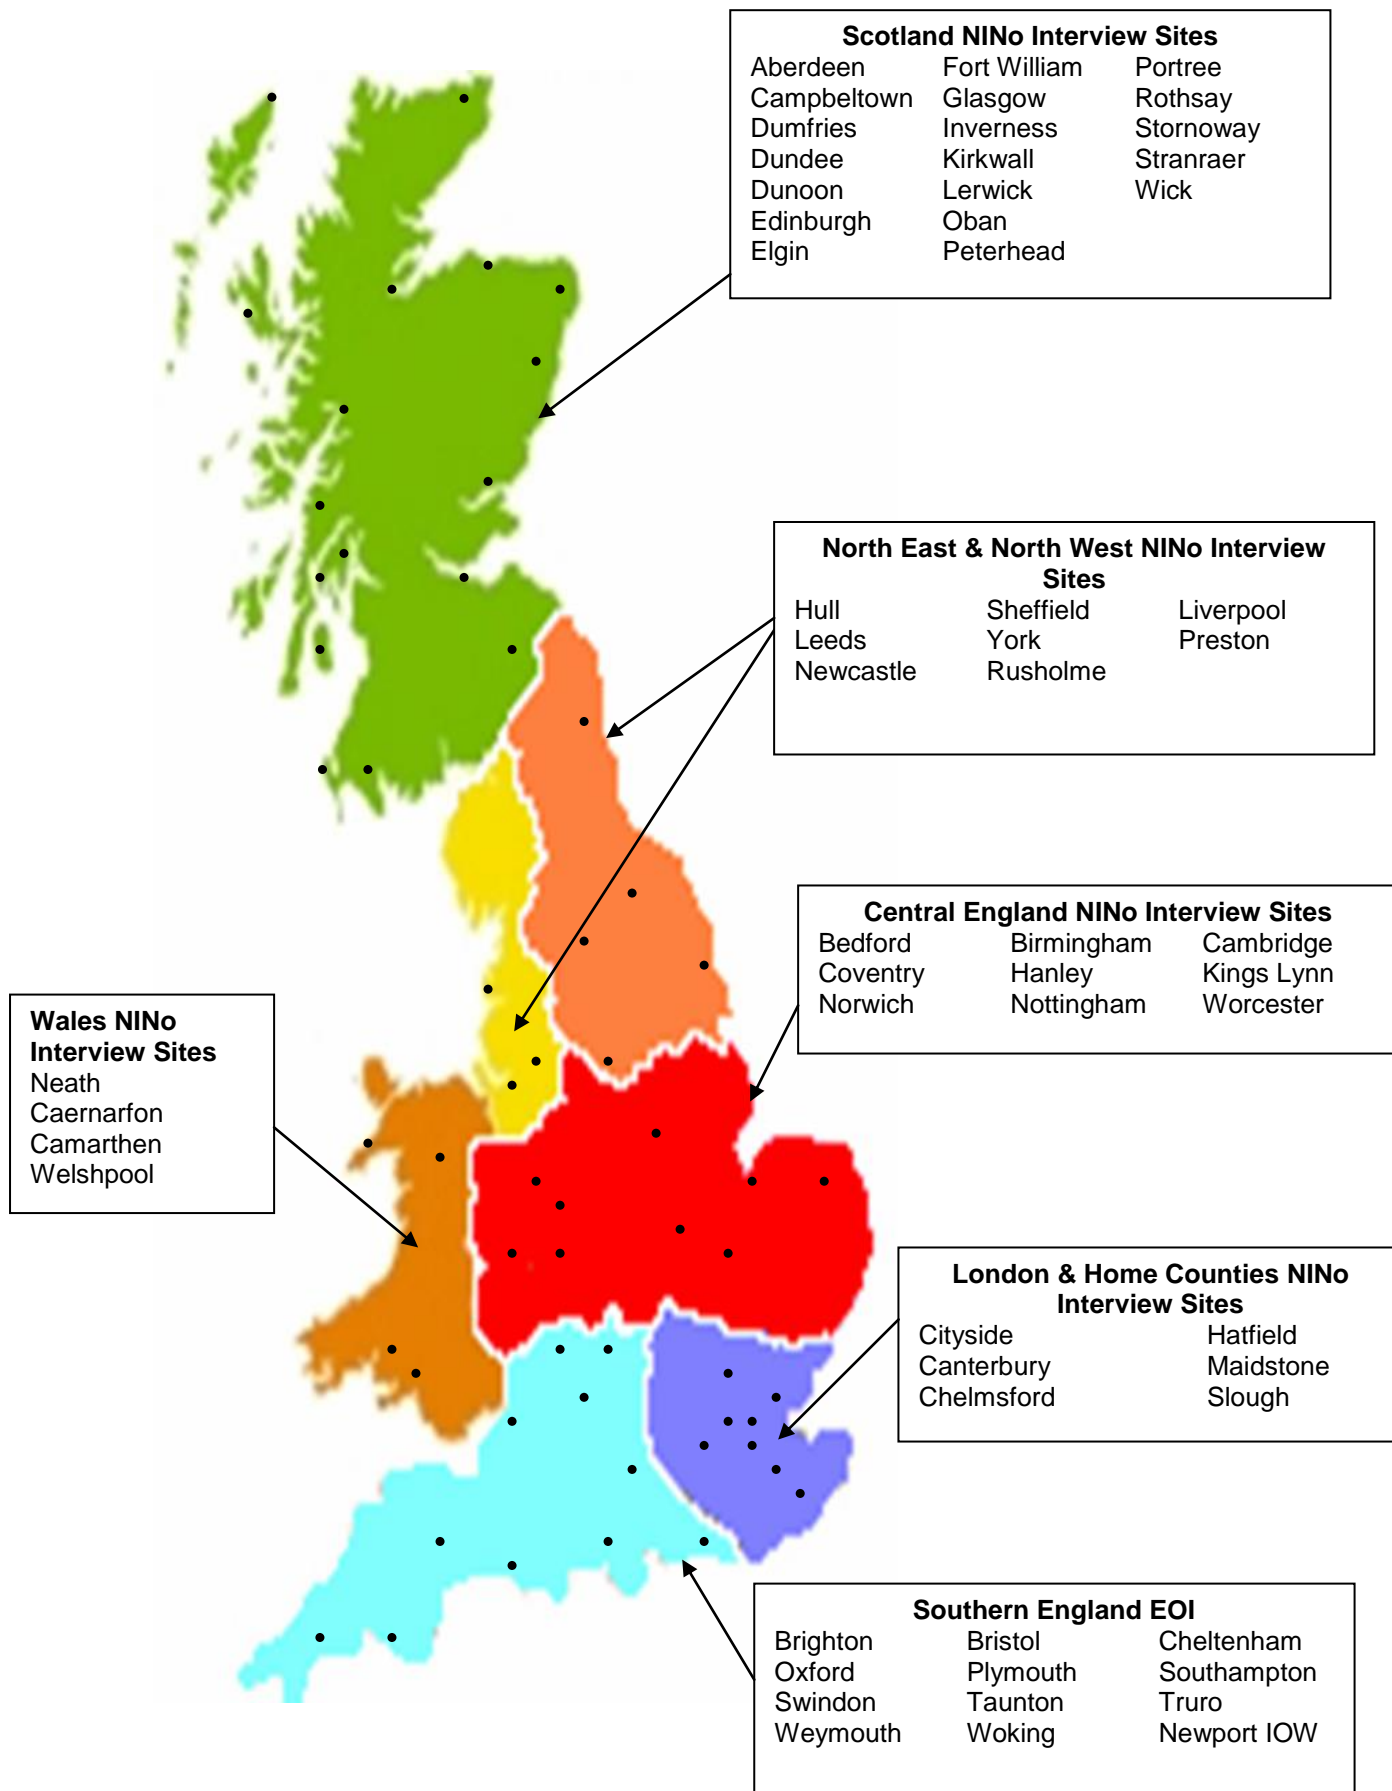 Scotland NINo Interview Sites
Aberdeen Fort William Portree
Campbeltown Glasgow Rothsay
Dumfries Inverness Stornoway
Dundee Kirkwall Stranraer
Dunoon Lerwick Wick
Edinburgh Oban
Elgin Peterhead
North East & North West NINo Interview
Sites
Hull Sheffield Liverpool
Leeds York Preston
Newcastle Rusholme
Central England NINo Interview Sites
Bedford Birmingham Cambridge
Coventry Hanley Kings Lynn
Norwich Nottingham Worcester
Wales NINo
Interview Sites
Neath
Caernarfon
Camarthen
Welshpool
London & Home Counties NINo
Interview Sites
Cityside Hatfield
Canterbury Maidstone
Chelmsford Slough
Southern England EOI
Brighton Bristol Cheltenham
Oxford Plymouth Southampton
Swindon Taunton Truro
Weymouth Woking Newport IOW